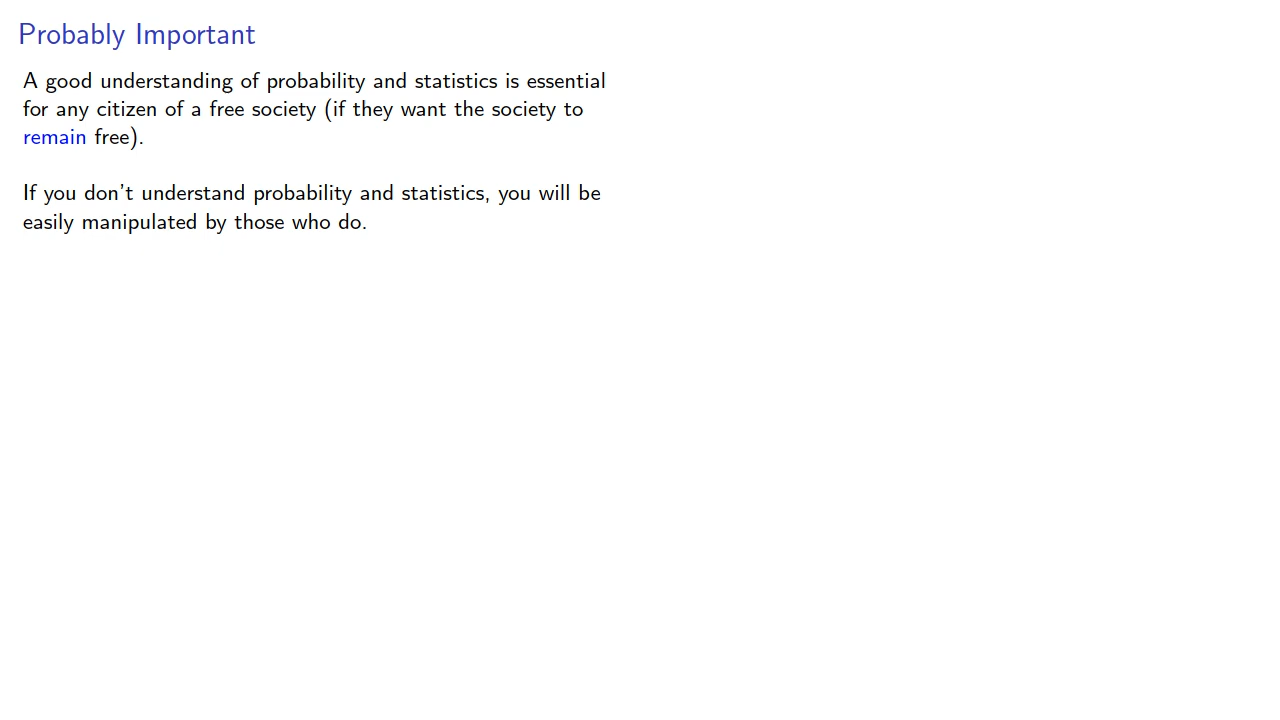 Probably Important
A good understanding of probability and statistics is essential
for any citizen of a free society (if they want the society to
remain free).
If you don't understand probability and statistics, you will be
easily manipulated by those who do.